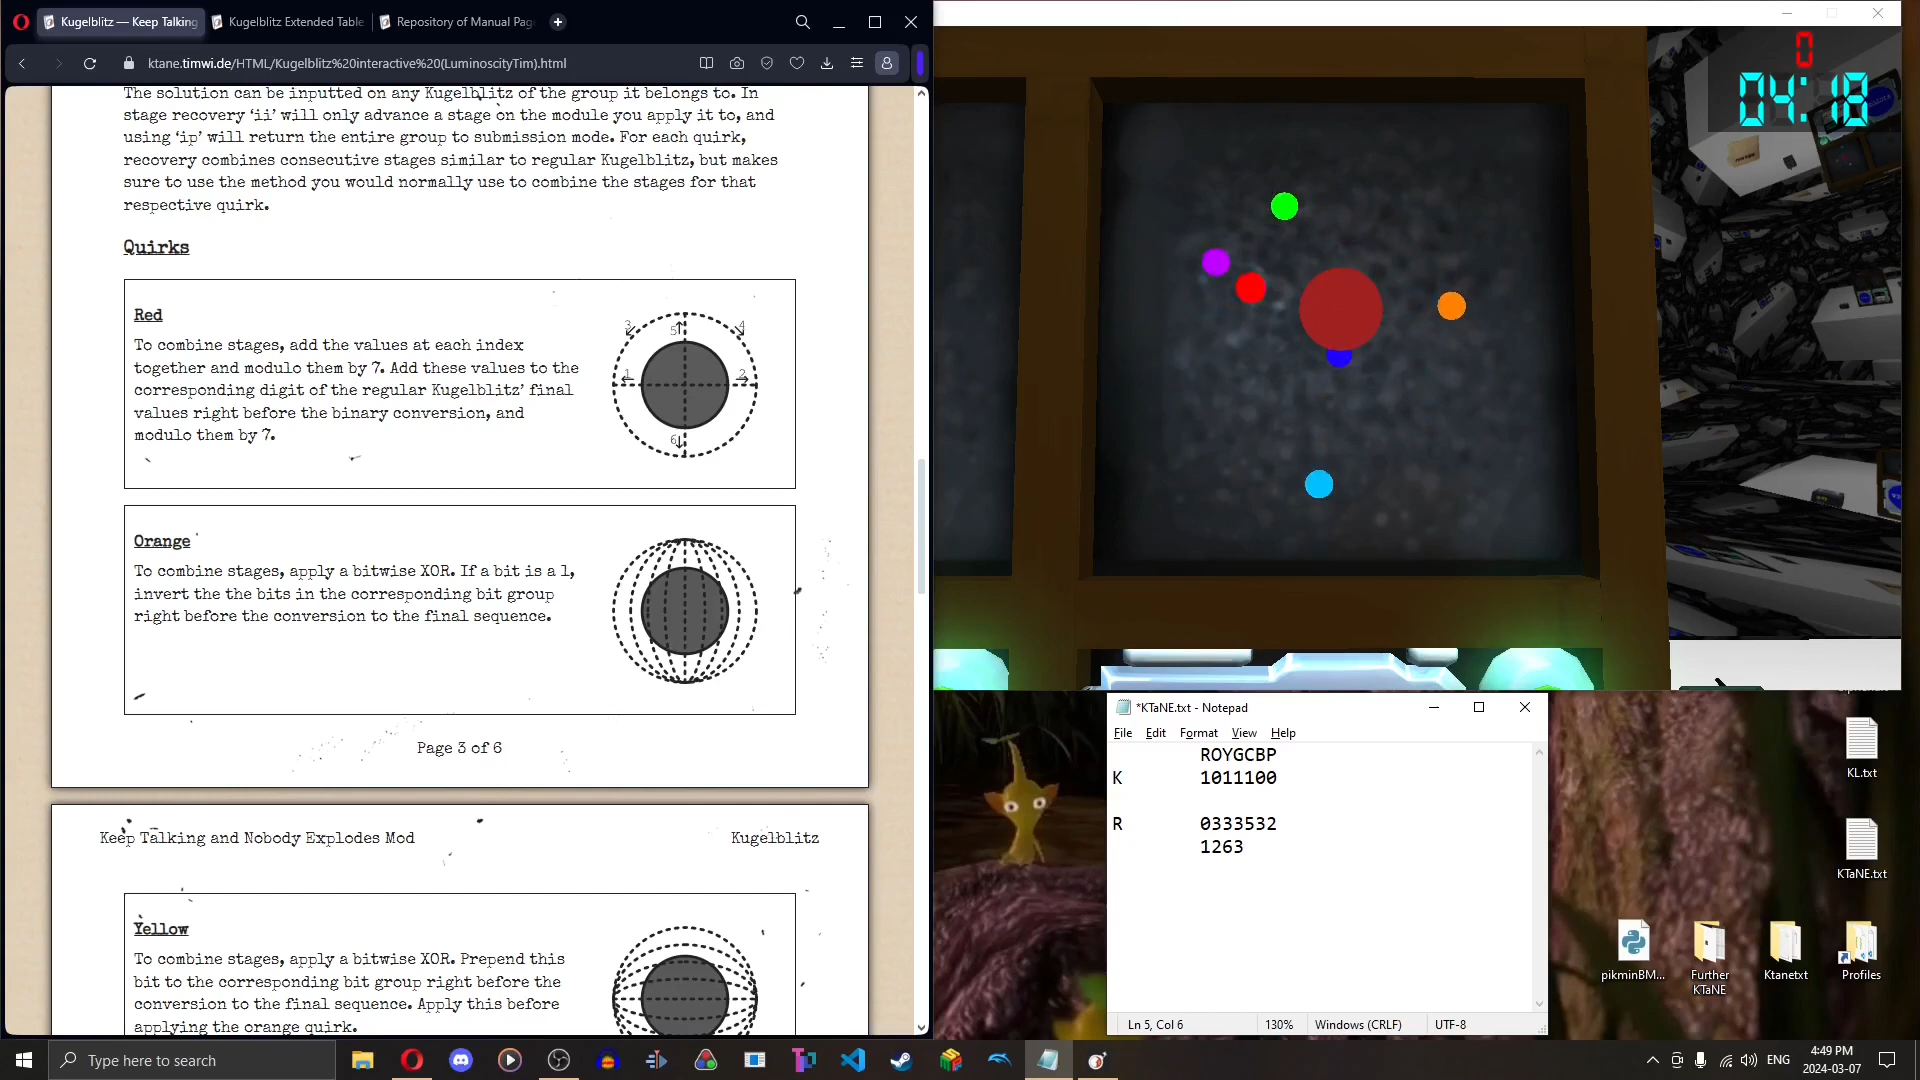 Kugelblitz — Keep Talking
Kugelblitz Extended Table
Repository of Manual Pag
ktane.timwi.de/HTML/Kugelblitz%20interactive%20(LuminoscityTim).html
The solution can be inputted on any Kugelblitz of the group it belongs to. In
stage recovery ‘ii’ will only advance a stage on the module you apply it to, and
using ‘ip’ will return the entire group to submission mode. For each quirk,
recovery combines consecutive stages similar to regular Kugelblitz, but makes
sure to use the method you would normally use to combine the stages for that
respective quirk.
Quirks
Red
To combine stages, add the values at each index
together and modulo them by 7. Add these values to the
corresponding digit of the regular Kugelblitz’ final
values right before the binary conversion, and
modulo them by 7.
3 5 4
1 2
6
Orange
To combine stages, apply a bitwise XOR. If a bit is a 1,
invert the the bits in the corresponding bit group
right before the conversion to the final sequence.
Page 3 of 6
Keep Talking and Nobody Explodes Mod
Kugelblitz
Yellow
To combine stages, apply a bitwise XOR. Prepend this
bit to the corresponding bit group right before the
conversion to the final sequence. Apply this before
applying the orange quirk.
0
04:18
*KTaNE.txt - Notepad
File Edit Format View Help
ROYGCBP
K 1011100
R 0333532
1263
Ln 5, Col 6
130%
Windows (CRLF)
UTF-8
KL.txt
KTaNE.txt
pikminBM...
Further
KTaNE
Ktanetxt
Profiles
Type here to search
ENG
4:49 PM
2024-03-07